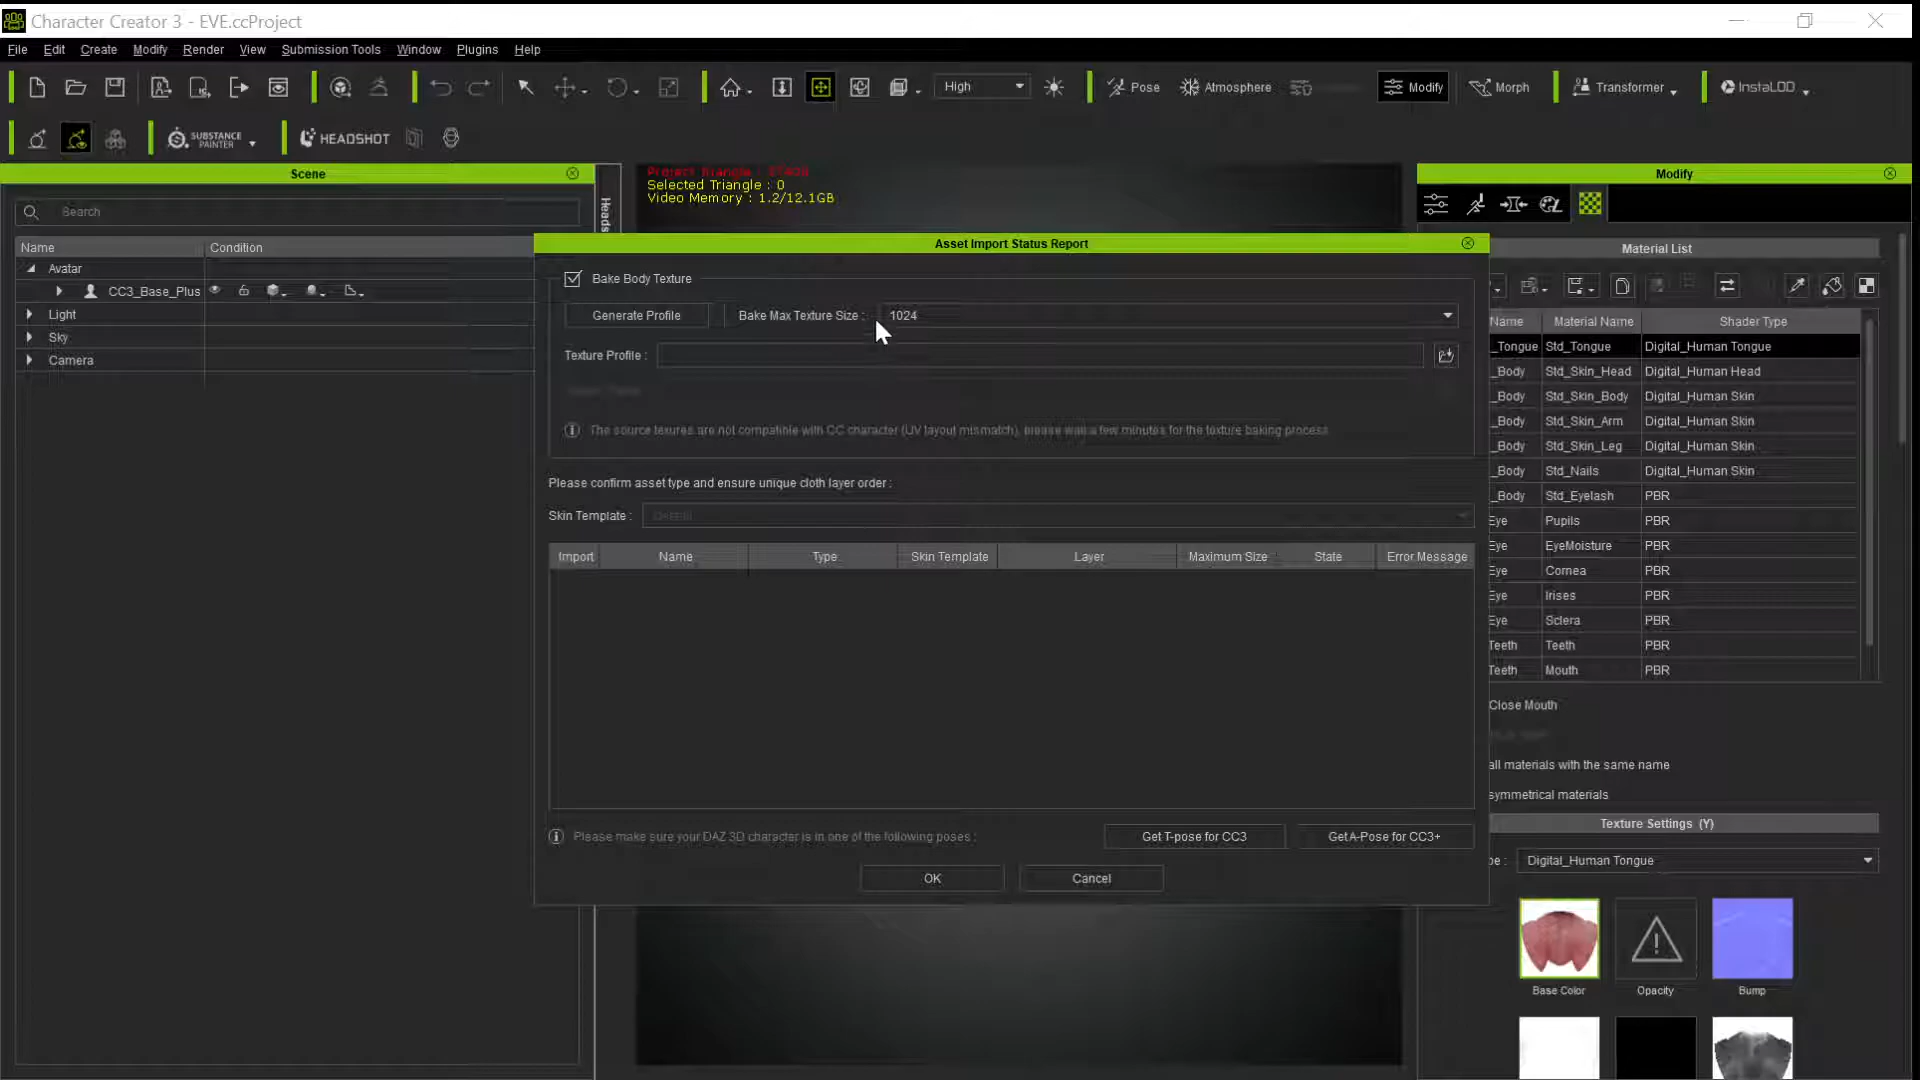 Character Creator 3 - EVE.ccProject
File Edit Create Modify Render View Submission Tools Window Plugins Help
High Pose Atmosphere Modify Morph Transformer InstaLOD
SUBSTANCE PAINTER HEADSHOT
Scene
Search
Name Condition
Avatar
CC3_Base_Plus
Light
Sky
Camera
Heads
Selected Triangle : 0
Video Memory : 1.2/12.1GB
Asset Import Status Report
Bake Body Texture
Generate Profile Bake Max Texture Size : 1024
Texture Profile :
The source texures are not compatible with CC character (UV layout mismatch), please wait a few minutes for the texture baking process
Please confirm asset type and ensure unique cloth layer order :
Skin Template :
Import Name Type Skin Template Layer Maximum Size State Error Message
Please make sure your DAZ 3D character is in one of the following poses :
Get T-pose for CC3 Get A-Pose for CC3+
OK Cancel
Modify
Material List
Name Material Name Shader Type
_Tongue Std_Tongue Digital_Human Tongue
_Body Std_Skin_Head Digital_Human Head
_Body Std_Skin_Body Digital_Human Skin
_Body Std_Skin_Arm Digital_Human Skin
_Body Std_Skin_Leg Digital_Human Skin
_Body Std_Nails Digital_Human Skin
_Body Std_Eyelash PBR
Eye Pupils PBR
Eye EyeMoisture PBR
Eye Cornea PBR
Eye Irises PBR
Eye Sclera PBR
Teeth Teeth PBR
Teeth Mouth PBR
Close Mouth
all materials with the same name
symmetrical materials
Texture Settings (Y)
pe : Digital_Human Tongue
Base Color Opacity Bump